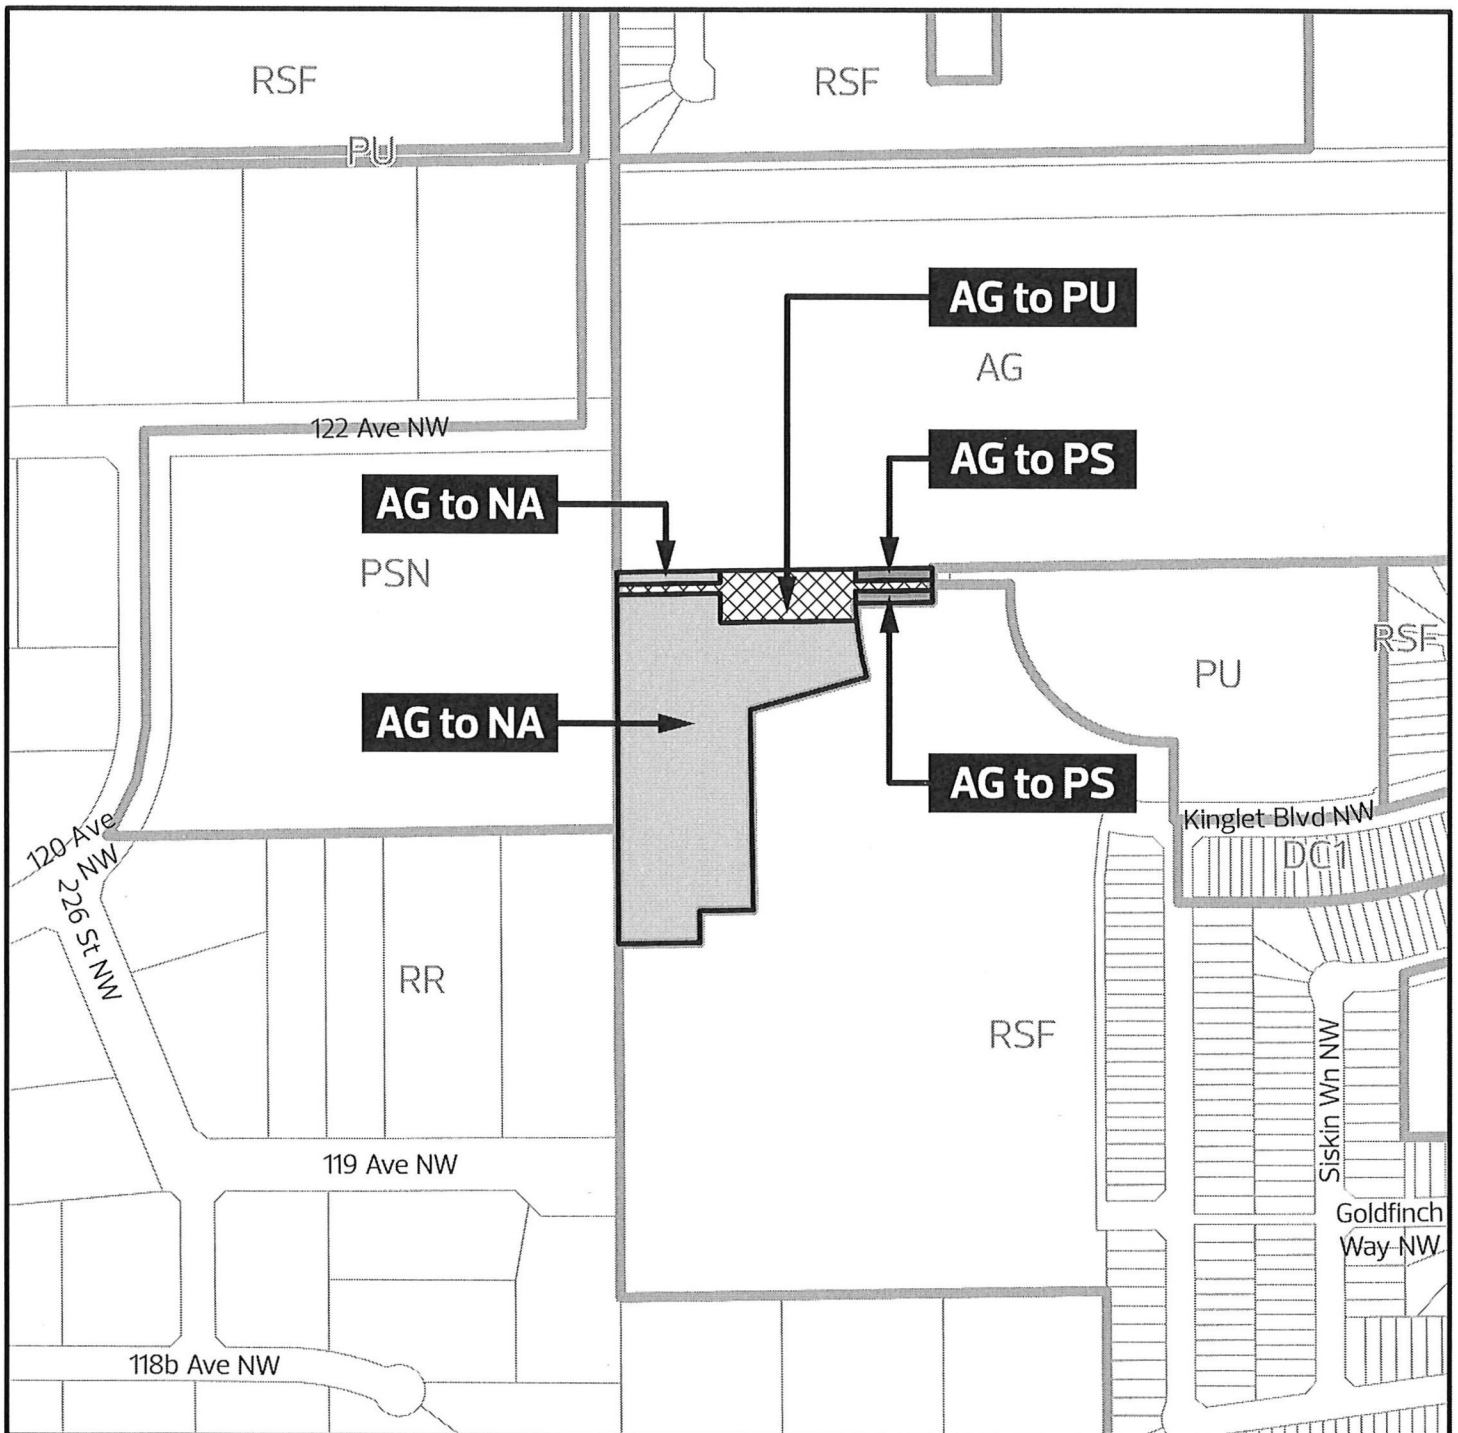 RSF
RSF
PU
AG to PU
AG
122 Ave NW
AG to PS
AG to NA
PSN
RSF
PU
AG to NA
AG to PS
Kinglet Blvd NW
120 Ave
NW
DC1
226 St NW
RR
RSF
Siskin Wn NW
119 Ave NW
Goldfinch
Way NW
118b Ave NW